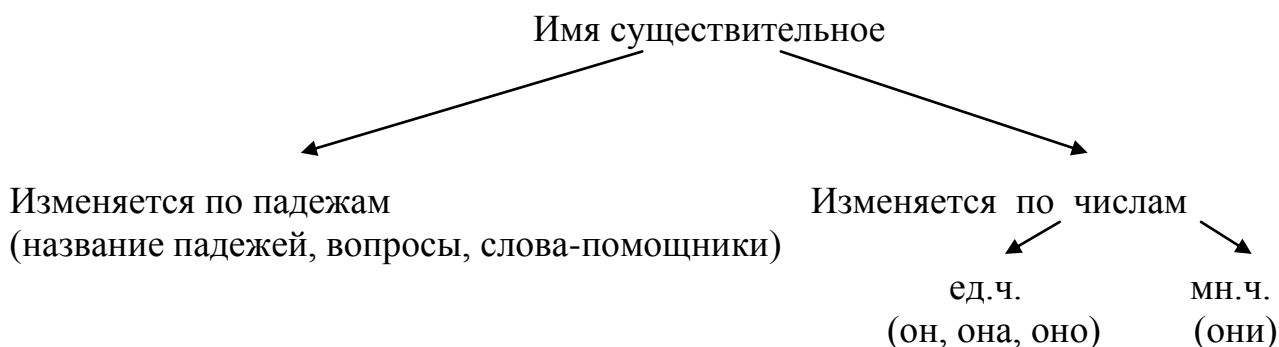 Имя существительное
Изменяется по падежам
(название падежей, вопросы, слова-помощники)
Изменяется по числам
ед.ч. мн.ч.
(он, она, оно) (они)